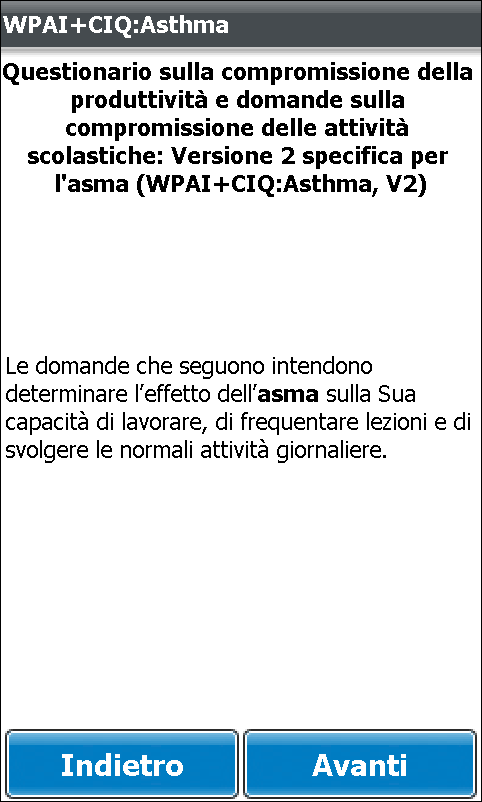 WPAI+CIQ:Asthma
Questionario sulla compromissione della
produttività e domande sulla
compromissione delle attività
scolastiche: Versione 2 specifica per
l'asma (WPAI+CIQ:Asthma, V2)
Le domande che seguono intendono
determinare l’effetto dell’asma sulla Sua
capacità di lavorare, di frequentare lezioni e di
svolgere le normali attività giornaliere.
Indietro
Avanti